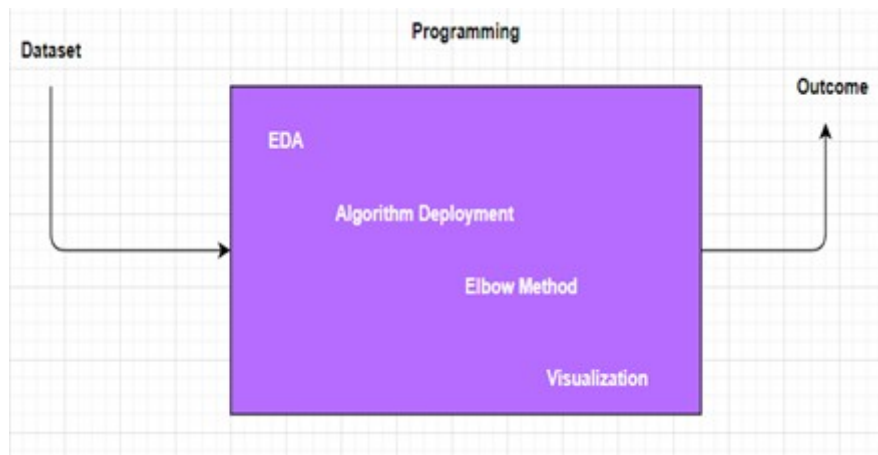 Programming
Dataset
Outcome
EDA
Algorithm Deployment
Elbow Method
Visualization